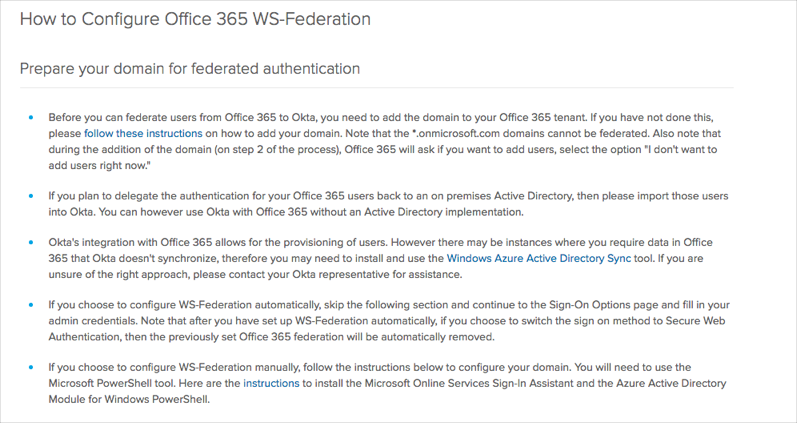 How to Configure Office 365 WS-Federation
Prepare your domain for federated authentication
Before you can federate users from Office 365 to Okta, you need to add the domain to your Office 365 tenant. If you have not done this,
please follow these instructions on how to add your domain. Note that the *.onmicrosoft.com domains cannot be federated. Also note that
during the addition of the domain (on step 2 of the process), Office 365 will ask if you want to add users, select the option "I don't want to
add users right now."
If you plan to delegate the authentication for your Office 365 users back to an on premises Active Directory, then please import those users
into Okta. You can however use Okta with Office 365 without an Active Directory implementation.
Okta's integration with Office 365 allows for the provisioning of users. However there may be instances where you require data in Office
365 that Okta doesn't synchronize, therefore you may need to install and use the Windows Azure Active Directory Sync tool. If you are
unsure of the right approach, please contact your Okta representative for assistance.
If you choose to configure WS-Federation automatically, skip the following section and continue to the Sign-On Options page and fill in your
admin credentials. Note that after you have set up WS-Federation automatically, if you choose to switch the sign on method to Secure Web
Authentication, then the previously set Office 365 federation will be automatically removed.
If you choose to configure WS-Federation manually, follow the instructions below to configure your domain. You will need to use the
Microsoft PowerShell tool. Here are the instructions to install the Microsoft Online Services Sign-In Assistant and the Azure Active Directory
Module for Windows PowerShell.